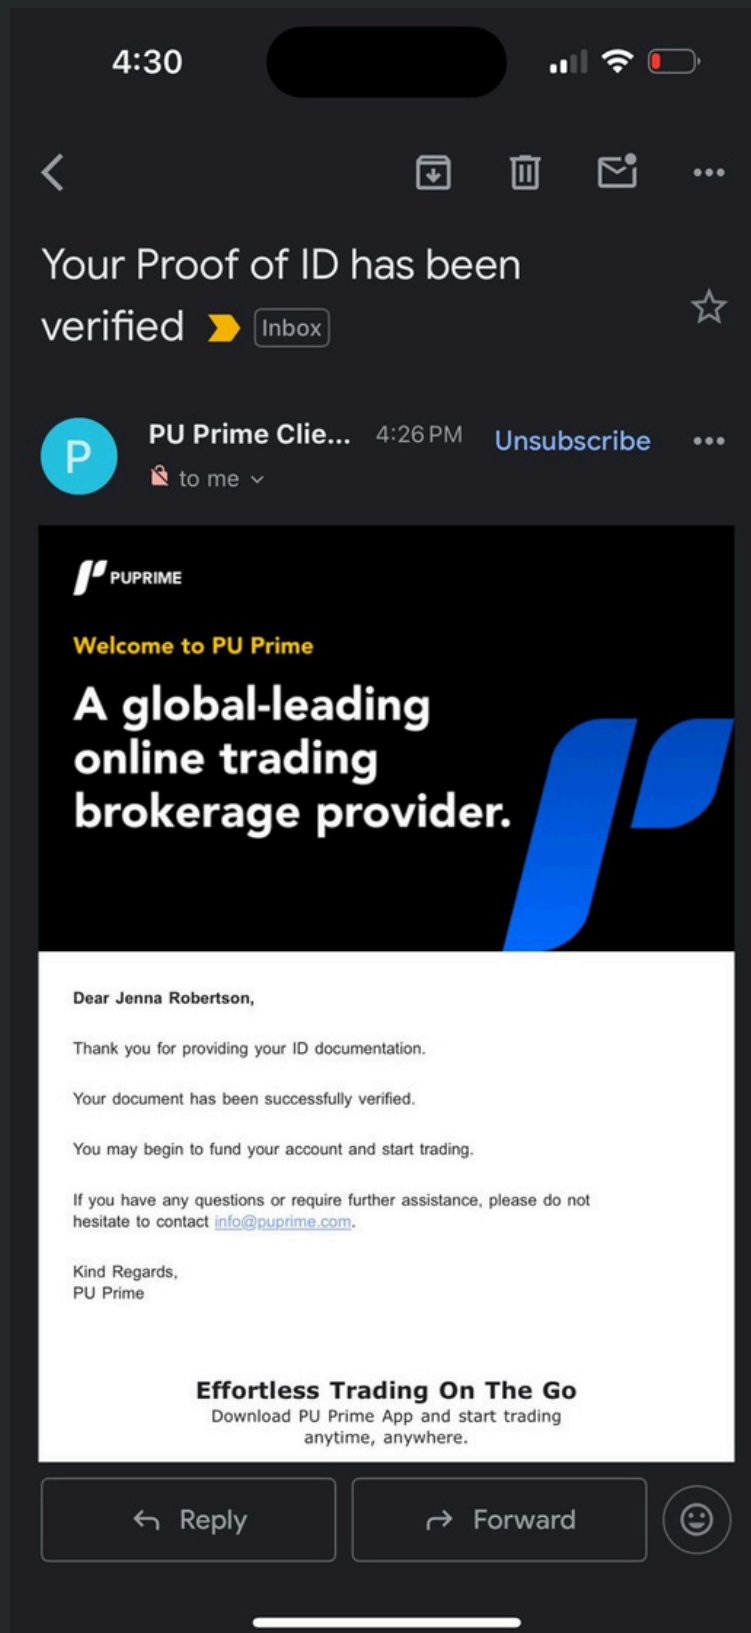 4:30
Your Proof of ID has been
verified Inbox
P
PU Prime Clie... 4:26 PM Unsubscribe
to me
PUPRIME
Welcome to PU Prime
A global-leading
online trading
brokerage provider.
Dear Jenna Robertson,
Thank you for providing your ID documentation.
Your document has been successfully verified.
You may begin to fund your account and start trading.
If you have any questions or require further assistance, please do not
hesitate to contact info@puprime.com.
Kind Regards,
PU Prime
Effortless Trading On The Go
Download PU Prime App and start trading
anytime, anywhere.
Reply Forward